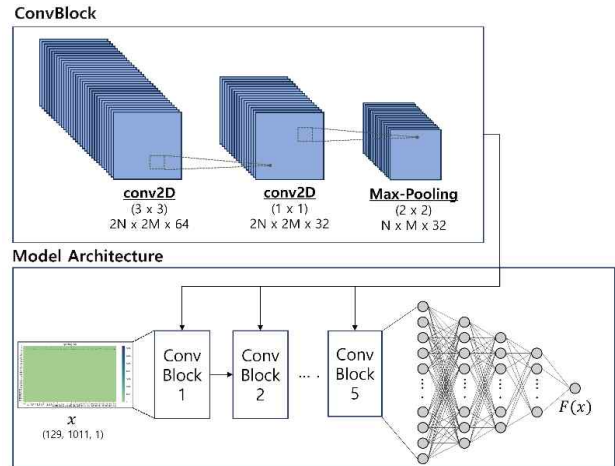 ConvBlock
conv2D
(3 x 3)
2N x 2M x 64
conv2D
(1 x 1)
2N x 2M x 32
Max-Pooling
(2 x 2)
N x M x 32
Model Architecture
Conv
Block
1
Conv
Block
2
... .
Conv
Block
5
x
(129, 1011, 1)
F(x)